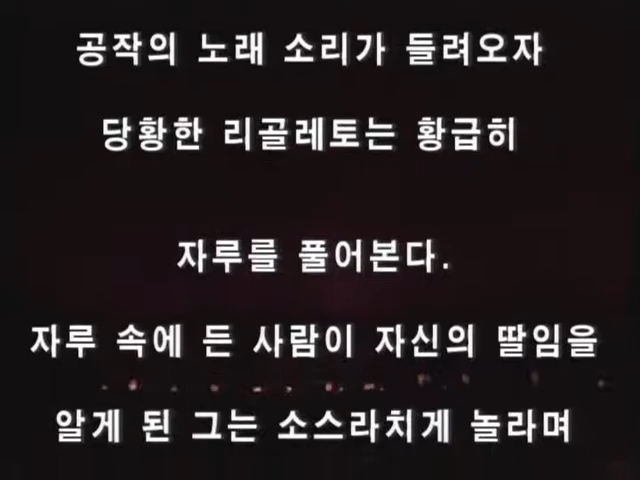 공작의 노래 소리가 들려오자
당황한 리골레토는 황급히
자루를 풀어본다.
자루 속에 든 사람이 자신의 딸임을
알게 된 그는 소스라치게 놀라며